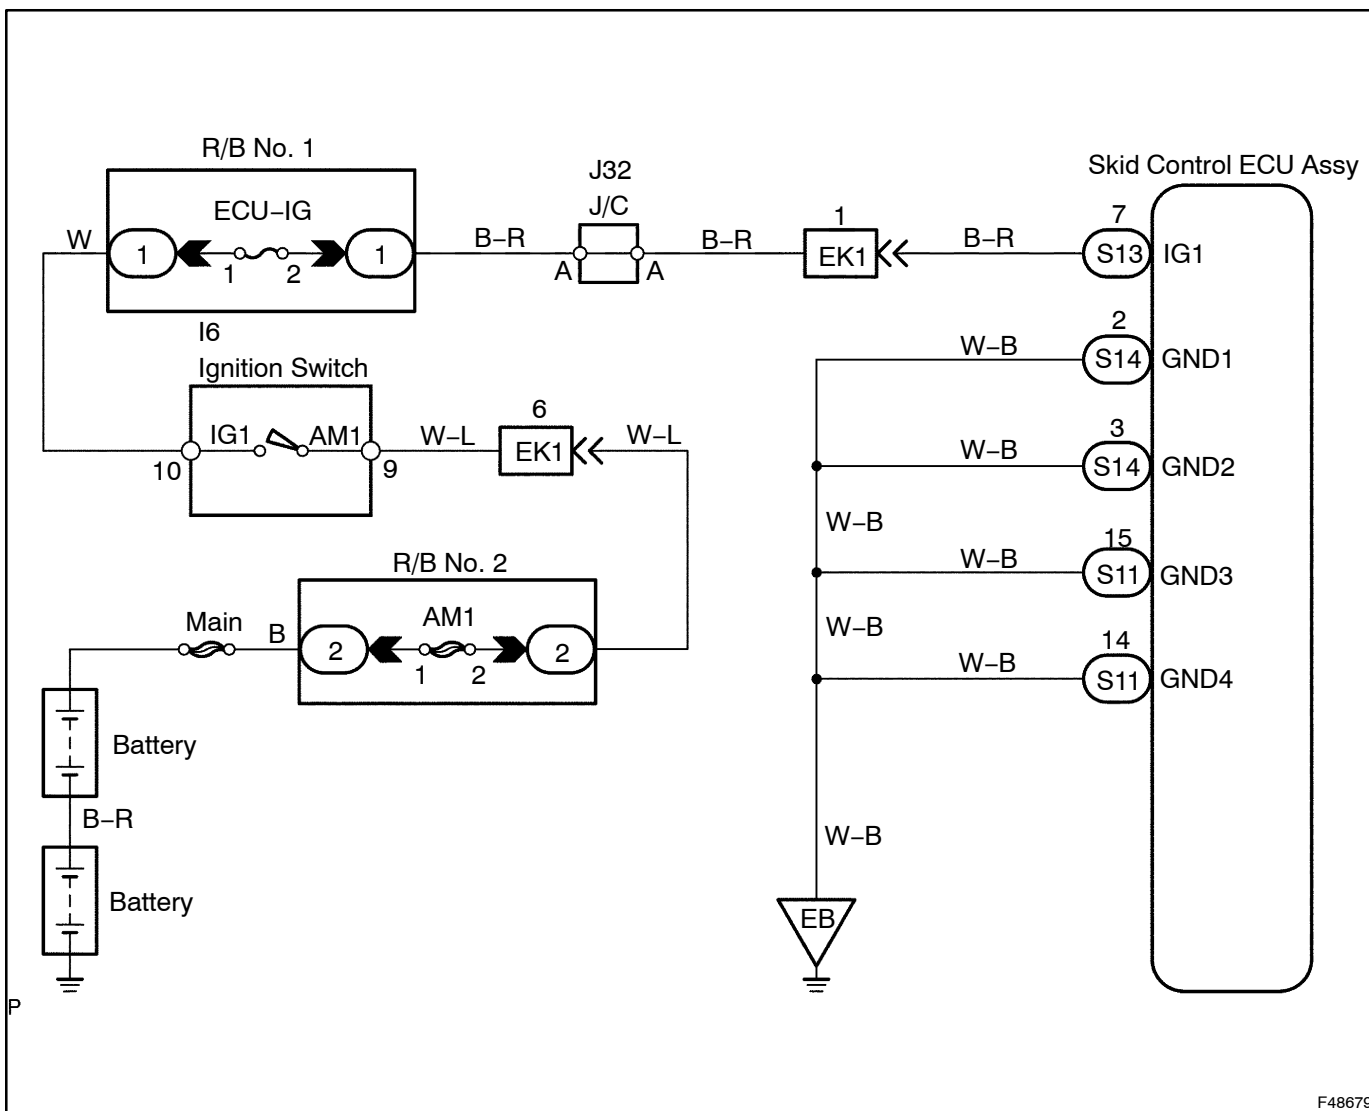 R/B No. 1
ECU–IG
W
1
1
2
1
B–R
J32
J/C
A
A
B–R
1
EK1
B–R
Skid Control ECU Assy
7
S13
IG1
2
W–B
S14
GND1
3
W–B
S14
GND2
W–B
15
W–B
S11
GND3
W–B
14
W–B
S11
GND4
W–B
EB
I6
Ignition Switch
IG1
AM1
10
9
W–L
6
EK1
W–L
R/B No. 2
Main
B
AM1
2
1
2
2
Battery
B–R
Battery
P
F48679